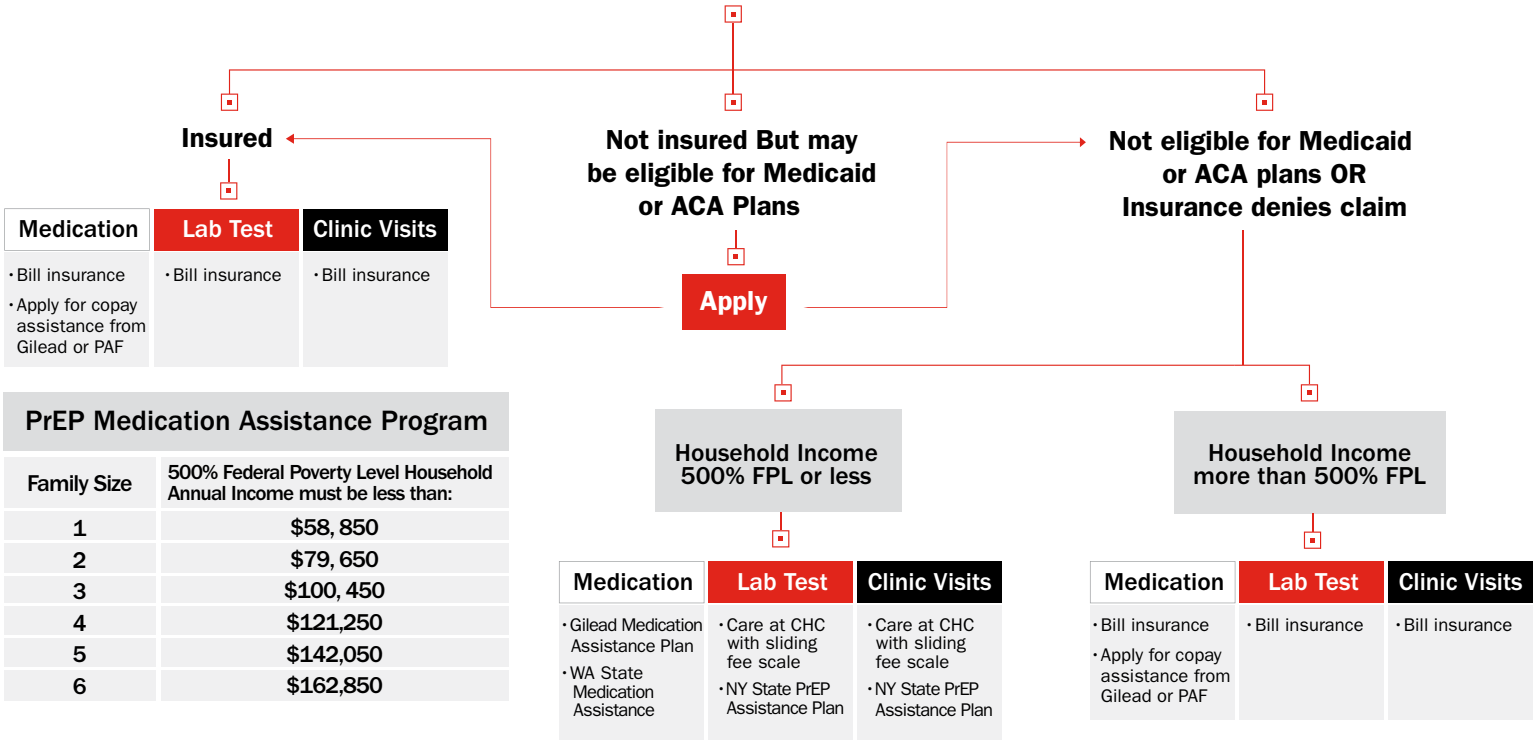 Insured
Not insured But may
be eligible for Medicaid
or ACA Plans
Not eligible for Medicaid
or ACA plans OR
Insurance denies claim
Medication
Lab Test
Clinic Visits
· Bill insurance
· Apply for copay
assistance from
Gilead or PAF
· Bill insurance
· Bill insurance
Apply
PrEP Medication Assistance Program
Family Size
500% Federal Poverty Level Household
Annual Income must be less than:
1
$58, 850
2
$79, 650
3
$100, 450
4
$121,250
5
$142,050
6
$162,850
Household Income
500% FPL or less
Medication
Lab Test
Clinic Visits
· Gilead Medication
Assistance Plan
· WA State
Medication
Assistance
· Care at CHC
with sliding
fee scale
· NY State PrEP
Assistance Plan
· Care at CHC
with sliding
fee scale
· NY State PrEP
Assistance Plan
Household Income
more than 500% FPL
Medication
Lab Test
Clinic Visits
· Bill insurance
· Apply for copay
assistance from
Gilead or PAF
· Bill insurance
· Bill insurance